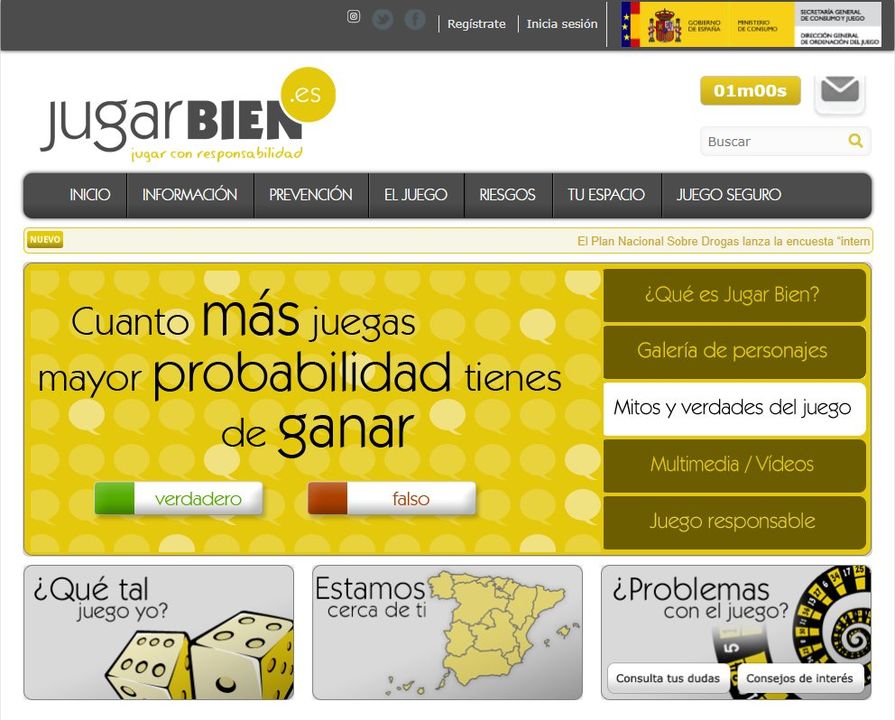 Regístrate
Inicia sesión
GOBIERNO
DE ESPAÑA
MINISTERIO
DE CONSUMO
SECRETARÍA GENERAL
DE CONSUMO Y JUEGO
DIRECCIÓN GENERAL
DE ORDENACIÓN DEL JUEGO
jugarBIEN.es
jugar con responsabilidad
01m00s
Buscar
INICIO
INFORMACIÓN
PREVENCIÓN
EL JUEGO
RIESGOS
TU ESPACIO
JUEGO SEGURO
NUEVO
El Plan Nacional Sobre Drogas lanza la encuesta “intern
Cuanto más juegas
mayor probabilidad tienes
de ganar
verdadero
falso
¿Qué es Jugar Bien?
Galería de personajes
Mitos y verdades del juego
Multimedia / Vídeos
Juego responsable
¿Qué tal
juego yo?
Estamos
cerca de ti
¿Problemas
con el juego?
5
Consulta tus dudas
Consejos de interés